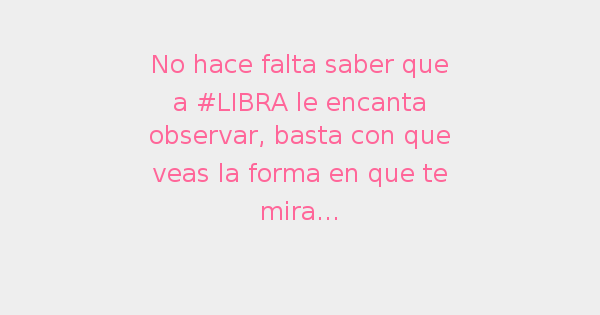 No hace falta saber que
a #LIBRA le encanta
observar, basta con que
veas la forma en que te
mira...